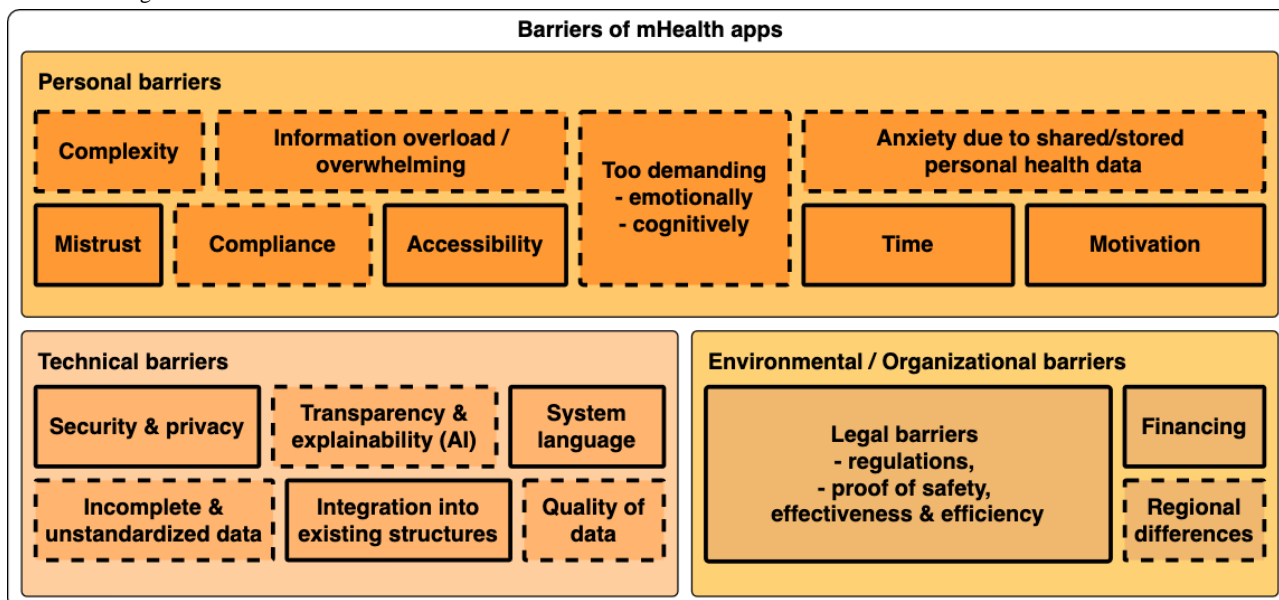 Barriers of mHealth apps
Personal barriers
Complexity
Information overload /
overwhelming
Too demanding
- emotionally
- cognitively
Anxiety due to shared/stored
personal health data
Mistrust
Compliance
Accessibility
Time
Motivation
Technical barriers
Security & privacy
Transparency &
explainability (AI)
System
language
Incomplete &
unstandardized data
Integration into
existing structures
Quality of
data
Environmental / Organizational barriers
Legal barriers
- regulations,
- proof of safety,
effectiveness & efficiency
Financing
Regional
differences